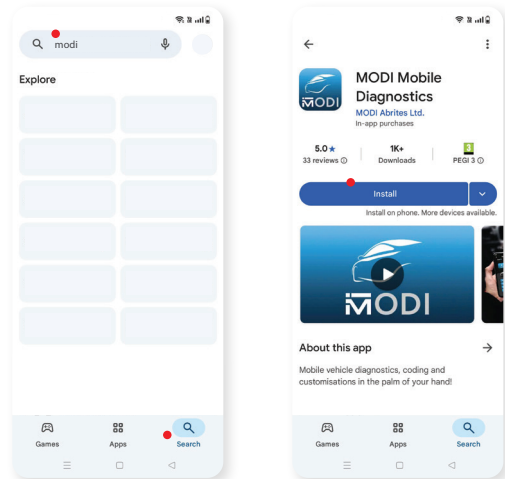 modi
Explore
Games
Apps
Search
MODI
MODI Mobile
Diagnostics
MODI Abrites Ltd.
In-app purchases
5.0★
33 reviews
1K+
Downloads
3
PEGI 3
Install
Install on phone. More devices available.
MODI
About this app
Mobile vehicle diagnostics, coding and
customisations in the palm of your hand!
Games
Apps
Search